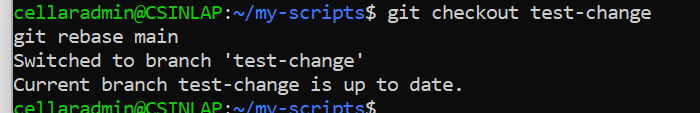 cellaradmin@CSINLAP:~/my-scripts$ git checkout test-change
git rebase main
Switched to branch 'test-change'
Current branch test-change is up to date.
cellaradmin@CSINLAP:~/my-scripts$